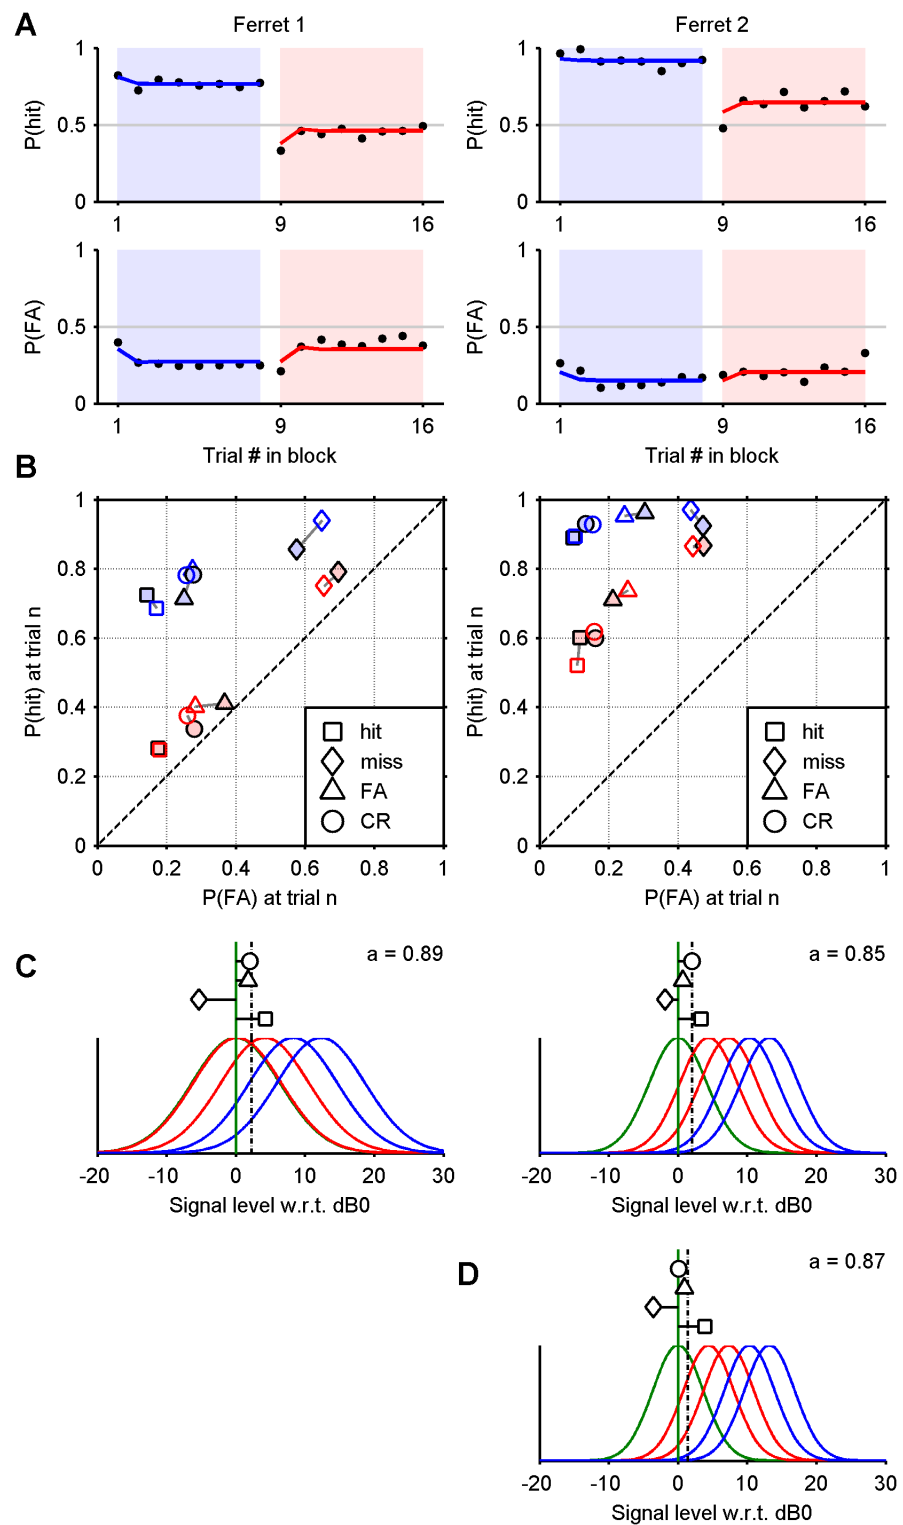 A
Ferret 1
Ferret 2
1
0.5
0
P(hit)
1
9
16
1
0.5
0
P(hit)
1
9
16
1
0.5
0
P(FA)
1
9
16
Trial # in block
1
0.5
0
P(FA)
1
9
16
Trial # in block
B
1
0.8
0.6
0.4
0.2
0
P(hit) at trial n
hit
miss
FA
CR
0
0.2
0.4
0.6
0.8
1
P(FA) at trial n
1
0.8
0.6
0.4
0.2
0
P(hit) at trial n
hit
miss
FA
CR
0
0.2
0.4
0.6
0.8
1
P(FA) at trial n
C
a = 0.89
-20
-10
0
10
20
30
Signal level w.r.t. dB0
a = 0.85
-20
-10
0
10
20
30
Signal level w.r.t. dB0
D
a = 0.87
-20
-10
0
10
20
30
Signal level w.r.t. dB0